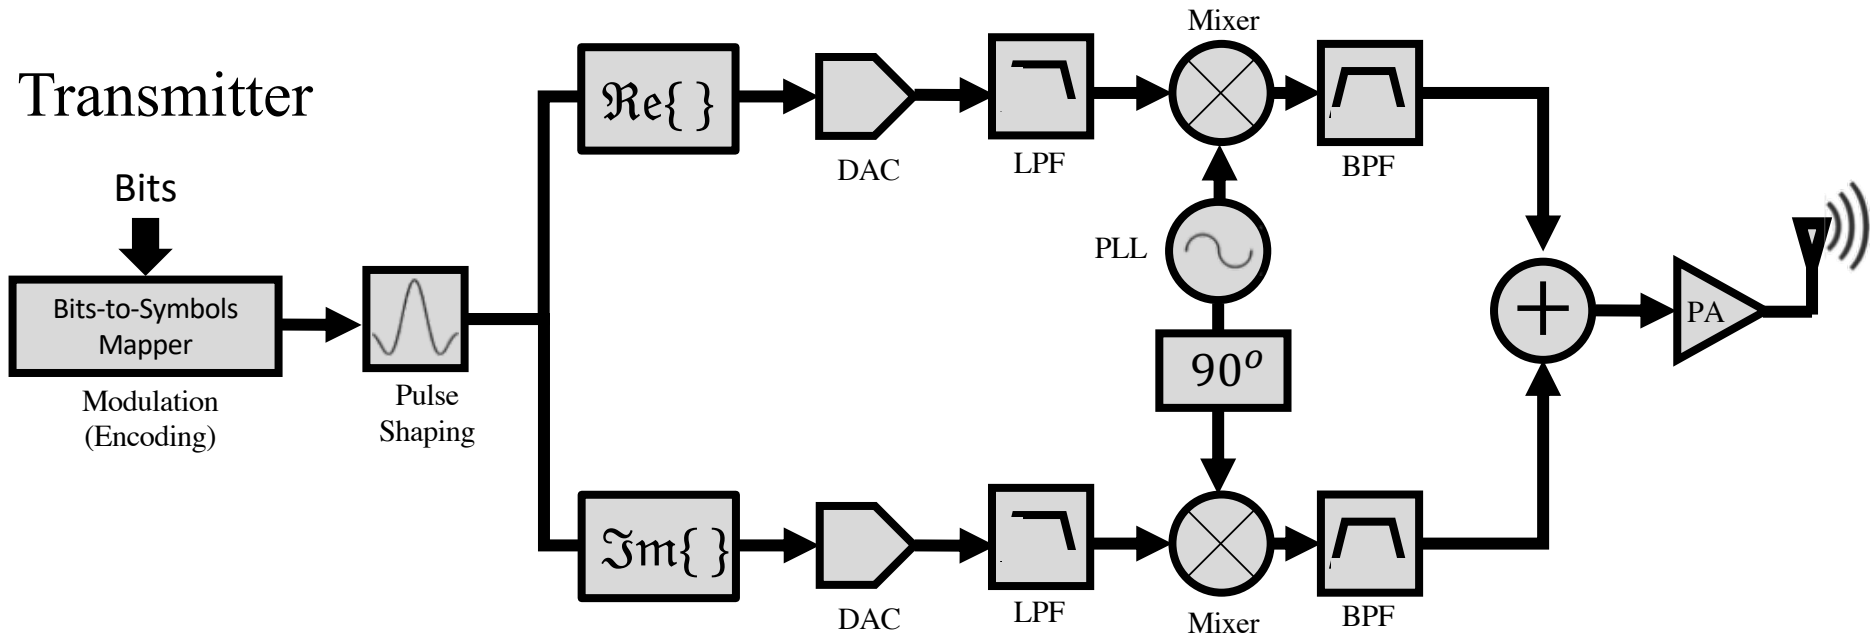 Transmitter
Bits
Bits-to-Symbols
Mapper
Modulation
(Encoding)
Pulse
Shaping
ℜe{ }
DAC
LPF
Mixer
BPF
PLL
90°
ℑm{ }
DAC
LPF
Mixer
BPF
+
PA